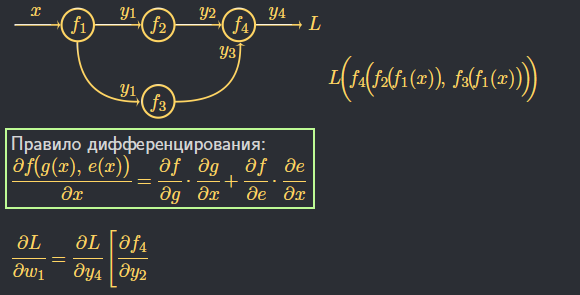 x y₁ y₂ y₄
f₁ f₂ f₄ L
y₃
y₁
f₃
L(f₄(f₂(f₁(x)), f₃(f₁(x))))
Правило дифференцирования:
∂f(g(x), e(x))/∂x = ∂f/∂g · ∂g/∂x + ∂f/∂e · ∂e/∂x
∂L/∂w₁ = ∂L/∂y₄ [∂f₄/∂y₂